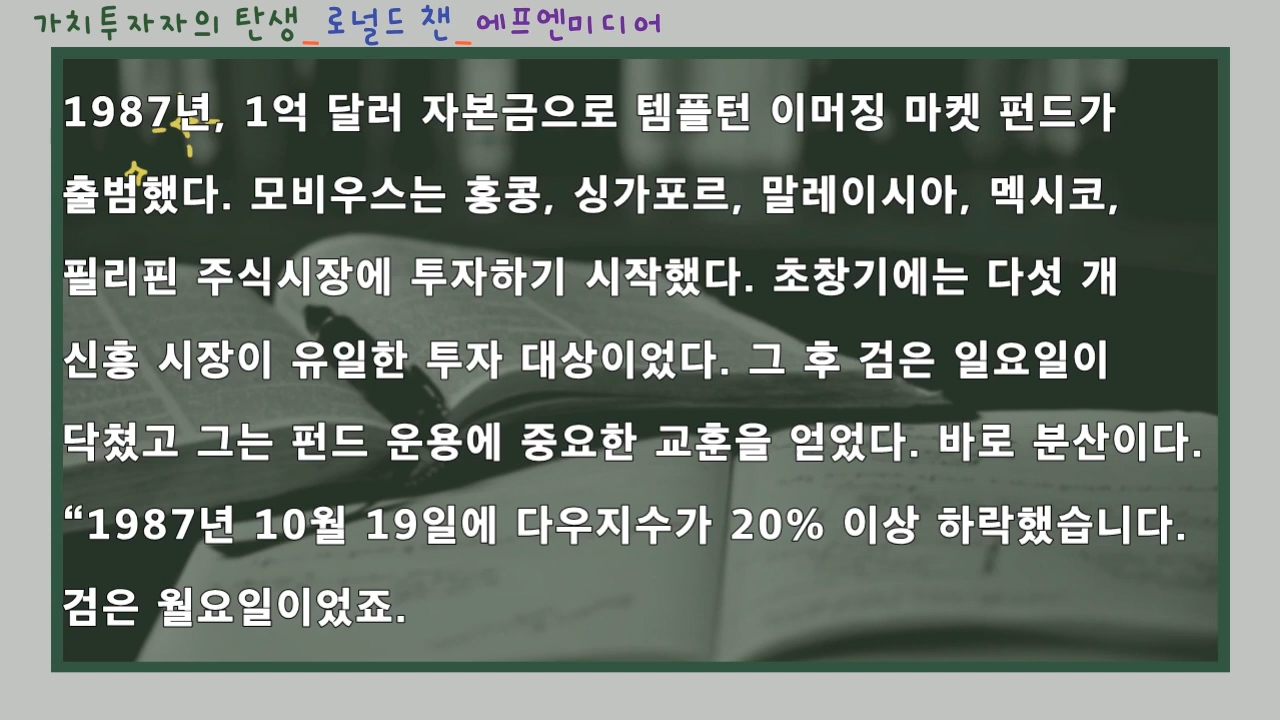 가치투자자의 탄생_로널드 챈_에프엔미디어
1987년, 1억 달러 자본금으로 템플턴 이머징 마켓 펀드가
출범했다. 모비우스는 홍콩, 싱가포르, 말레이시아, 멕시코,
필리핀 주식시장에 투자하기 시작했다. 초창기에는 다섯 개
신흥 시장이 유일한 투자 대상이었다. 그 후 검은 일요일이
닥쳤고 그는 펀드 운용에 중요한 교훈을 얻었다. 바로 분산이다.
“1987년 10월 19일에 다우지수가 20% 이상 하락했습니다.
검은 월요일이었죠.